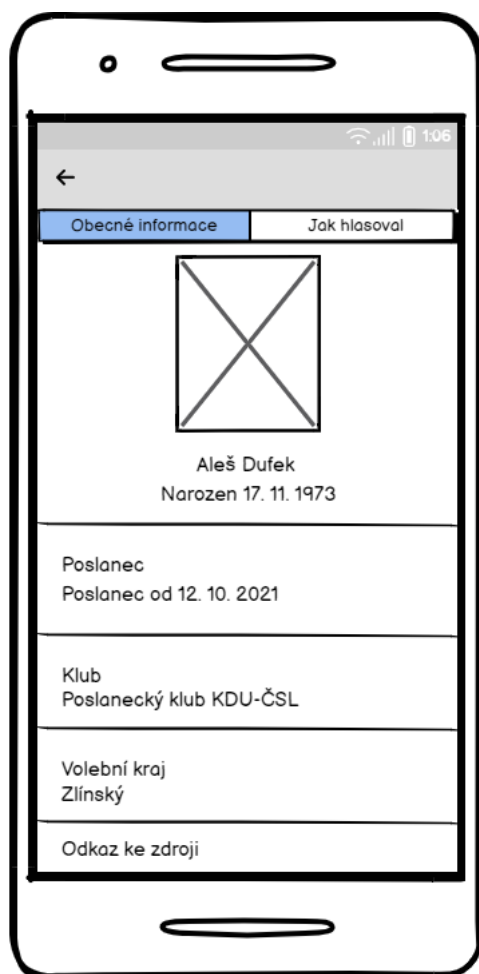 1:06
Obecné informace
Jak hlasoval
Aleš Dufek
Narozen 17. 11. 1973
Poslanec
Poslanec od 12. 10. 2021
Klub
Poslanecký klub KDU-ČSL
Volební kraj
Zlínský
Odkaz ke zdroji